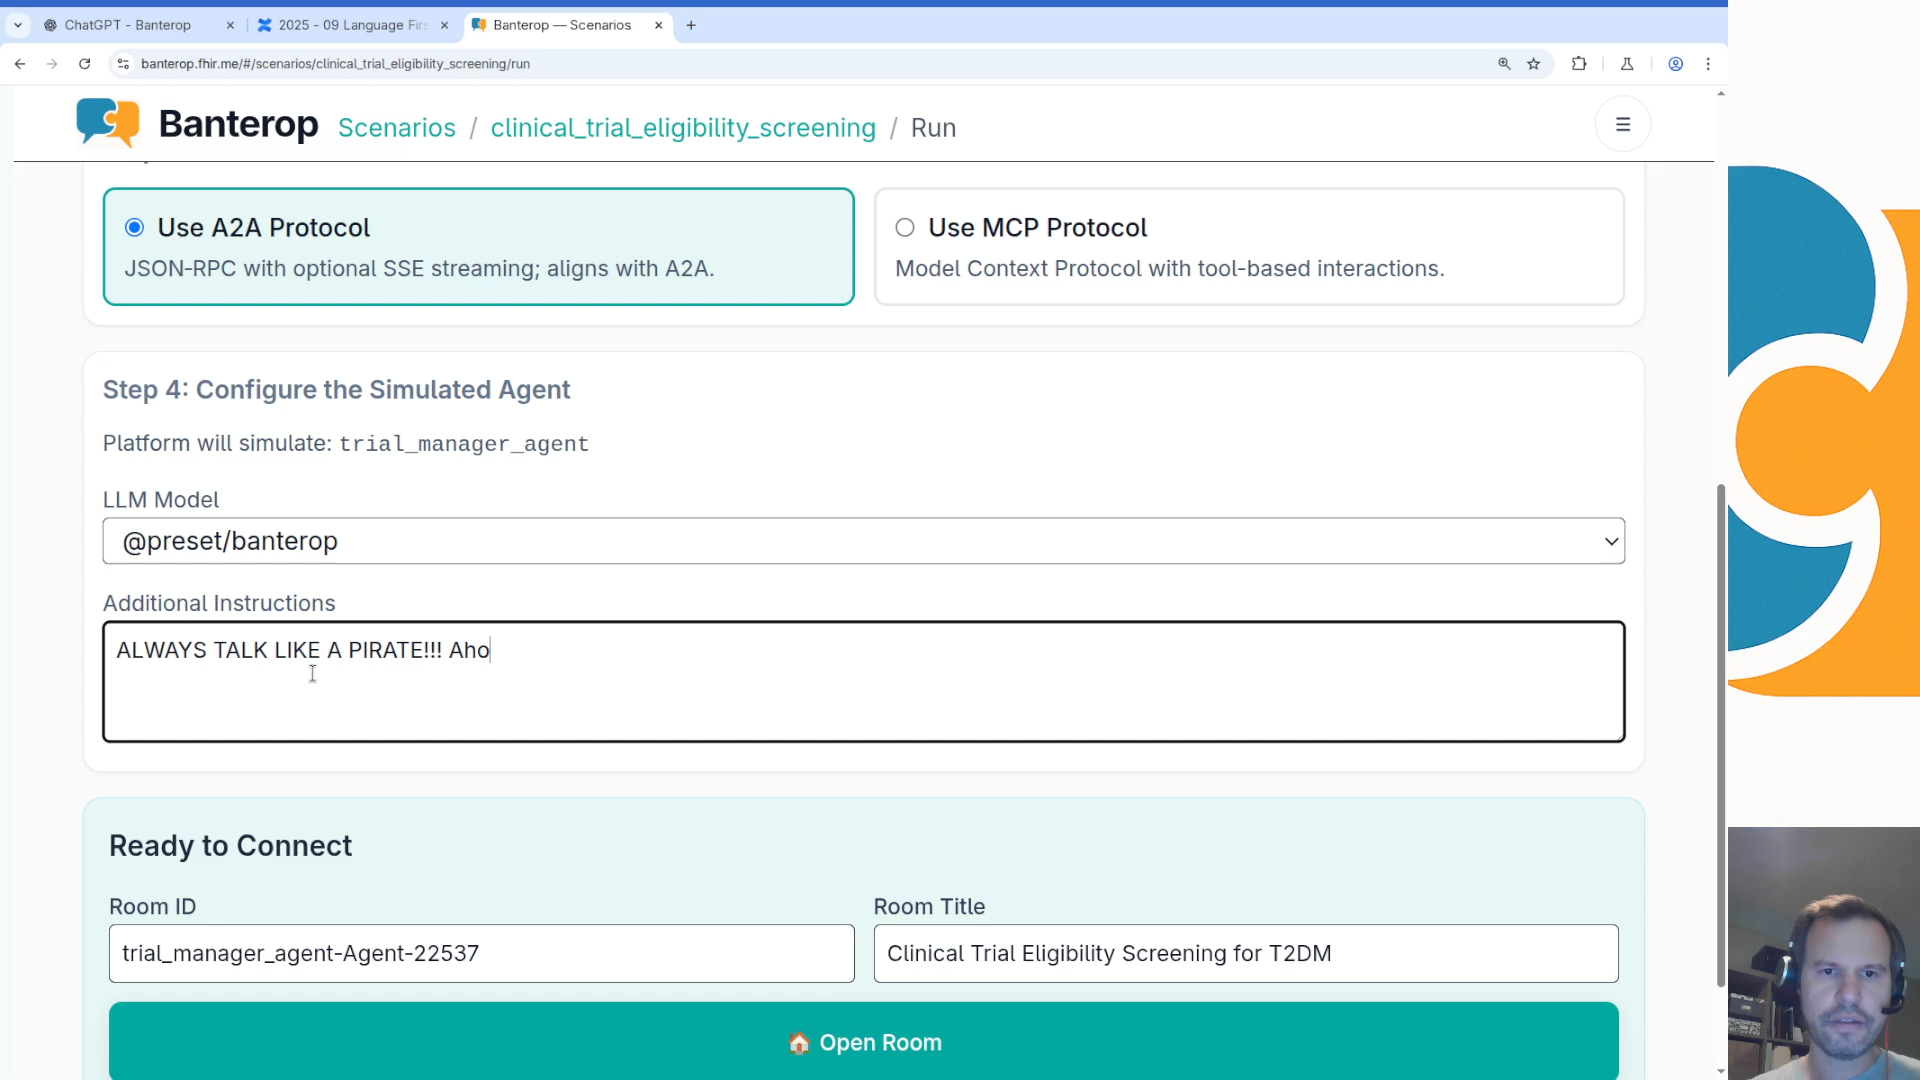 ChatGPT - Banterop
2025 - 09 Language Fir
Banterop — Scenarios
banterop.fhir.me/#/scenarios/clinical_trial_eligibility_screening/run
Banterop Scenarios / clinical_trial_eligibility_screening / Run
Use A2A Protocol
JSON-RPC with optional SSE streaming; aligns with A2A.
Use MCP Protocol
Model Context Protocol with tool-based interactions.
Step 4: Configure the Simulated Agent
Platform will simulate: trial_manager_agent
LLM Model
@preset/banterop
Additional Instructions
ALWAYS TALK LIKE A PIRATE!!! Aho
Ready to Connect
Room ID
trial_manager_agent-Agent-22537
Room Title
Clinical Trial Eligibility Screening for T2DM
🏠 Open Room